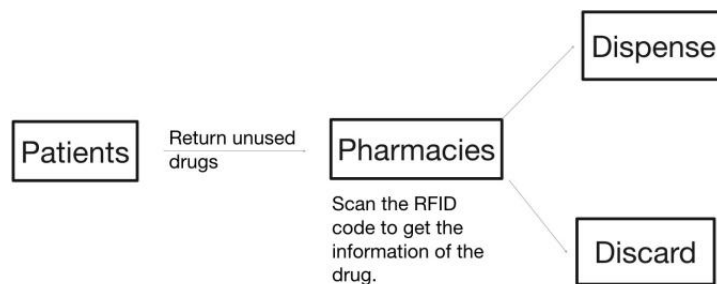 Patients
Return unused
drugs
Pharmacies
Scan the RFID
code to get the
information of the
drug.
Dispense
Discard